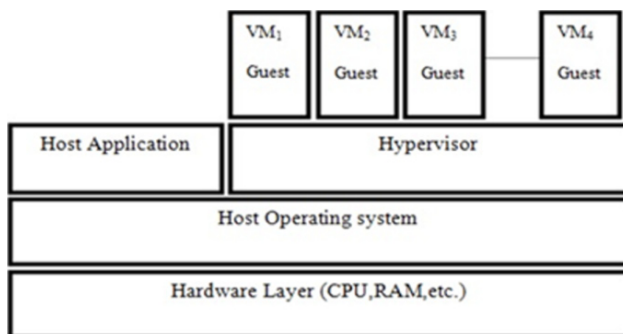 VM₁ VM₂ VM₃ VM₄
Guest Guest Guest Guest
Host Application Hypervisor
Host Operating system
Hardware Layer (CPU,RAM,etc.)